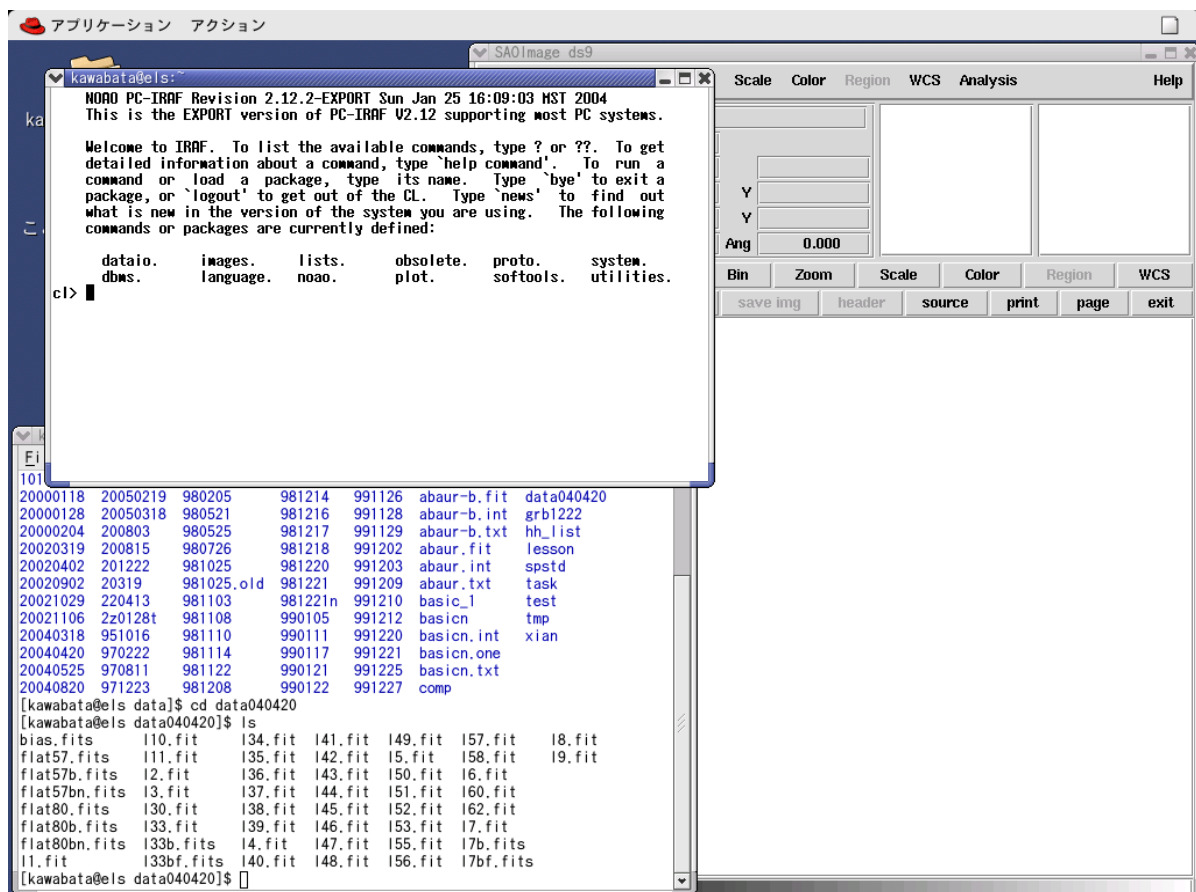 アプリケーション アクション
SAOImage ds9
kawabata@els:~
Scale Color Region WCS Analysis Help
NOAO PC-IRAF Revision 2.12.2-EXPORT Sun Jan 25 16:09:03 MST 2004
This is the EXPORT version of PC-IRAF V2.12 supporting most PC systems.
Welcome to IRAF. To list the available commands, type ? or ??. To get
detailed information about a command, type `help command'. To run a
command or load a package, type its name. Type `bye' to exit a
package, or `logout' to get out of the CL. Type `news' to find out
what is new in the version of the system you are using. The following
commands or packages are currently defined:
dataio. images. lists. obsolete. proto. system.
dbms. language. noao. plot. softools. utilities.
cl>
ka
Y
Y
Ang 0.000
Bin Zoom Scale Color Region WCS
save img header source print page exit
Fi
101
20000118 20050219 980205 981214 991126 abaur-b.fit data040420
20000128 20050318 980521 981216 991128 abaur-b.int grb1222
20000204 200803 980525 981217 991129 abaur-b.txt hh_list
20020319 200815 980726 981218 991202 abaur.fit lesson
20020402 201222 981025 981220 991203 abaur.int spstd
20020902 20319 981025.old 981221 991209 abaur.txt task
20021029 220413 981103 981221n 991210 basic_1 test
20021106 2z0128t 981108 990105 991212 basicn tmp
20040318 951016 981110 990111 991220 basicn.int xian
20040420 970222 981114 990117 991221 basicn.one
20040525 970811 981122 990121 991225 basicn.txt
20040820 971223 981208 990122 991227 comp
[kawabata@els data]$ cd data040420
[kawabata@els data040420]$ ls
bias.fits l10.fit l34.fit l41.fit l49.fit l57.fit l8.fit
flat57.fits l11.fit l35.fit l42.fit l5.fit l58.fit l9.fit
flat57b.fits l2.fit l36.fit l43.fit l50.fit l6.fit
flat57bn.fits l3.fit l37.fit l44.fit l51.fit l60.fit
flat80.fits l30.fit l38.fit l45.fit l52.fit l62.fit
flat80b.fits l33.fit l39.fit l46.fit l53.fit l7.fit
flat80bn.fits l33b.fits l4.fit l47.fit l55.fit l7b.fits
l1.fit l33bf.fits l40.fit l48.fit l56.fit l7bf.fits
[kawabata@els data040420]$